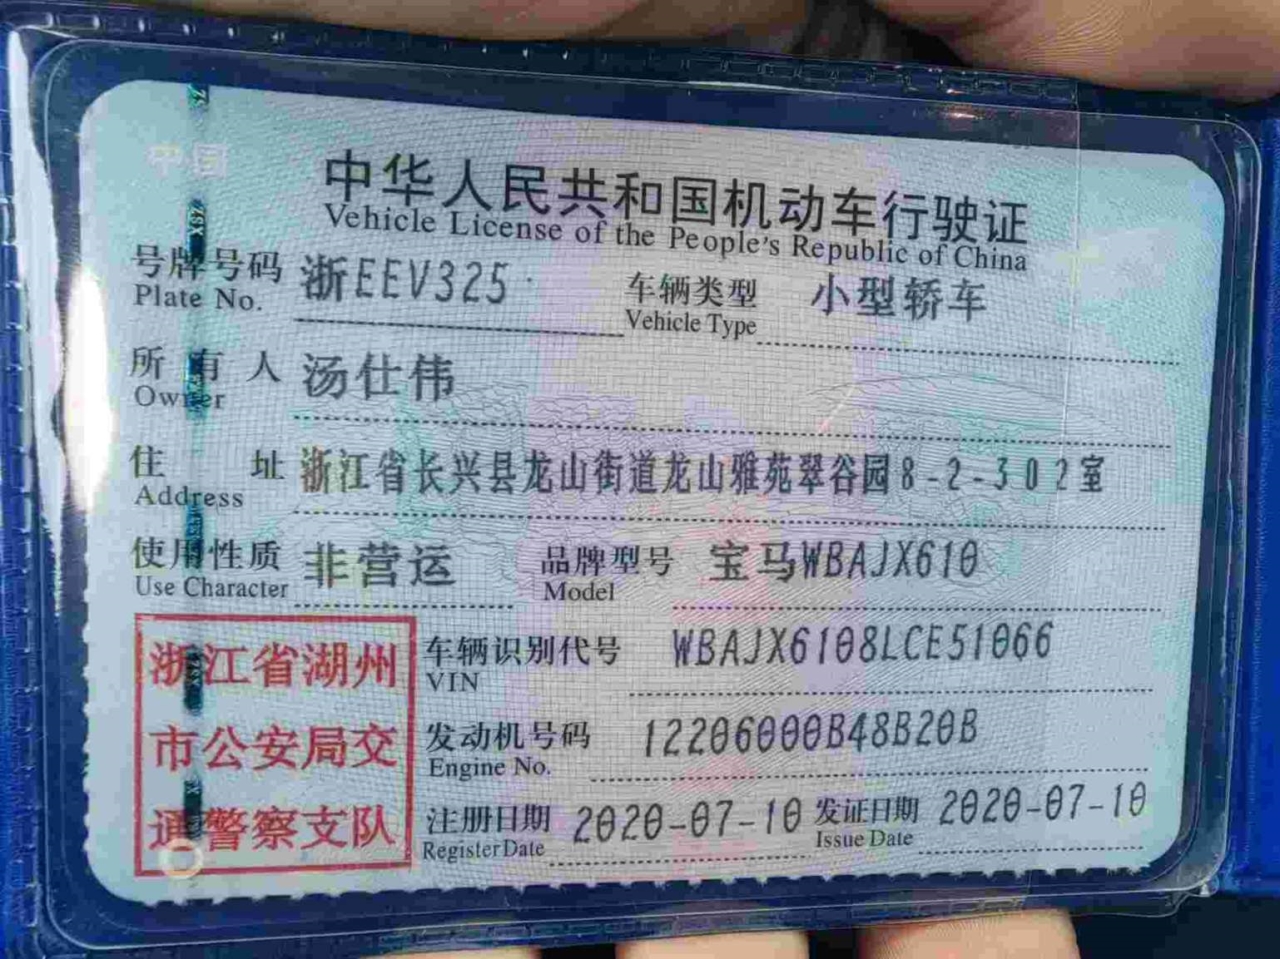 中国
中华人民共和国机动车行驶证
Vehicle License of the People's Republic of China
号牌号码 浙EEV325 车辆类型 小型轿车
Plate No. Vehicle Type
所有人 汤仕伟
Owner
住址 浙江省长兴县龙山街道龙山雅苑翠谷园8-2-302室
Address
使用性质 非营运 品牌型号 宝马WBAJX610
Use Character Model
浙江省湖州
市公安局交
通警察支队
车辆识别代号 WBAJX6108LCE51066
VIN
发动机号码 12206000B48B20B
Engine No.
注册日期 2020-07-10 发证日期 2020-07-10
Register Date Issue Date